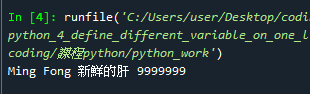 In [4]: runfile('C:/Users/user/Desktop/codi
python_4_define_different_variable_on_one_l
coding/課程python/python_work')
Ming Fong 新鮮的肝 9999999